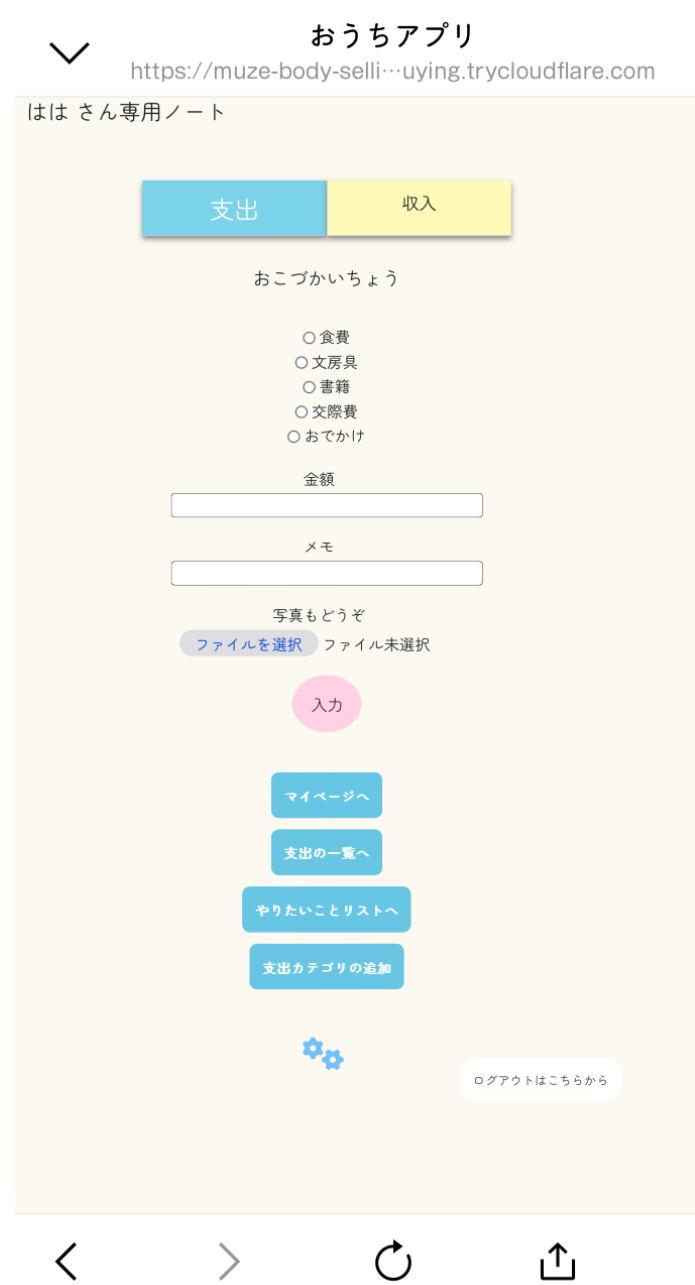 おうちアプリ
https://muze-body-selli…uying.trycloudflare.com
はは さん専用ノート
支出
収入
おこづかいちょう
食費
文房具
書籍
交際費
おでかけ
金額
メモ
写真もどうぞ
ファイルを選択 ファイル未選択
入力
マイページへ
支出の一覧へ
やりたいことリストへ
支出カテゴリの追加
ログアウトはこちらから